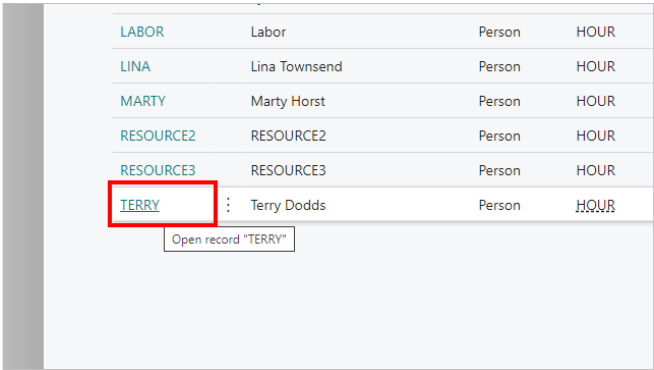 LABOR Labor Person HOUR
LINA Lina Townsend Person HOUR
MARTY Marty Horst Person HOUR
RESOURCE2 RESOURCE2 Person HOUR
RESOURCE3 RESOURCE3 Person HOUR
TERRY Terry Dodds Person HOUR
Open record "TERRY"